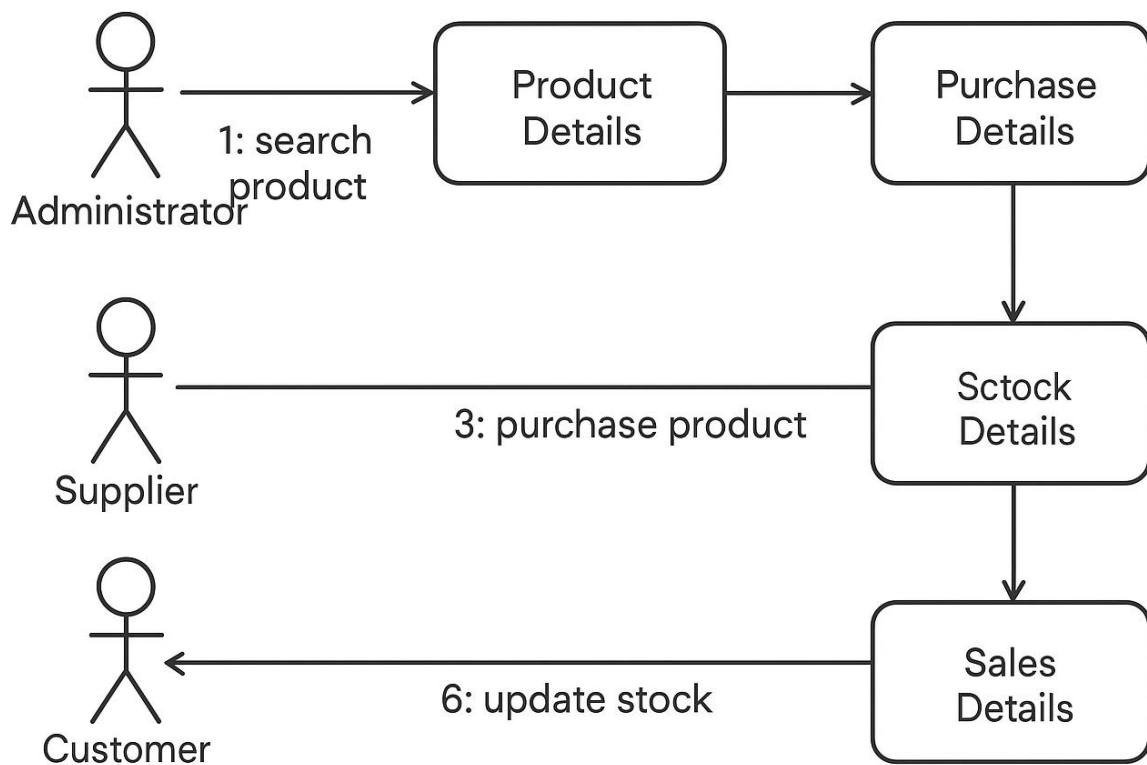 Product
Details
Purchase
Details
1: search
product
Administrator
Sctock
Details
3: purchase product
Supplier
Sales
Details
6: update stock
Customer